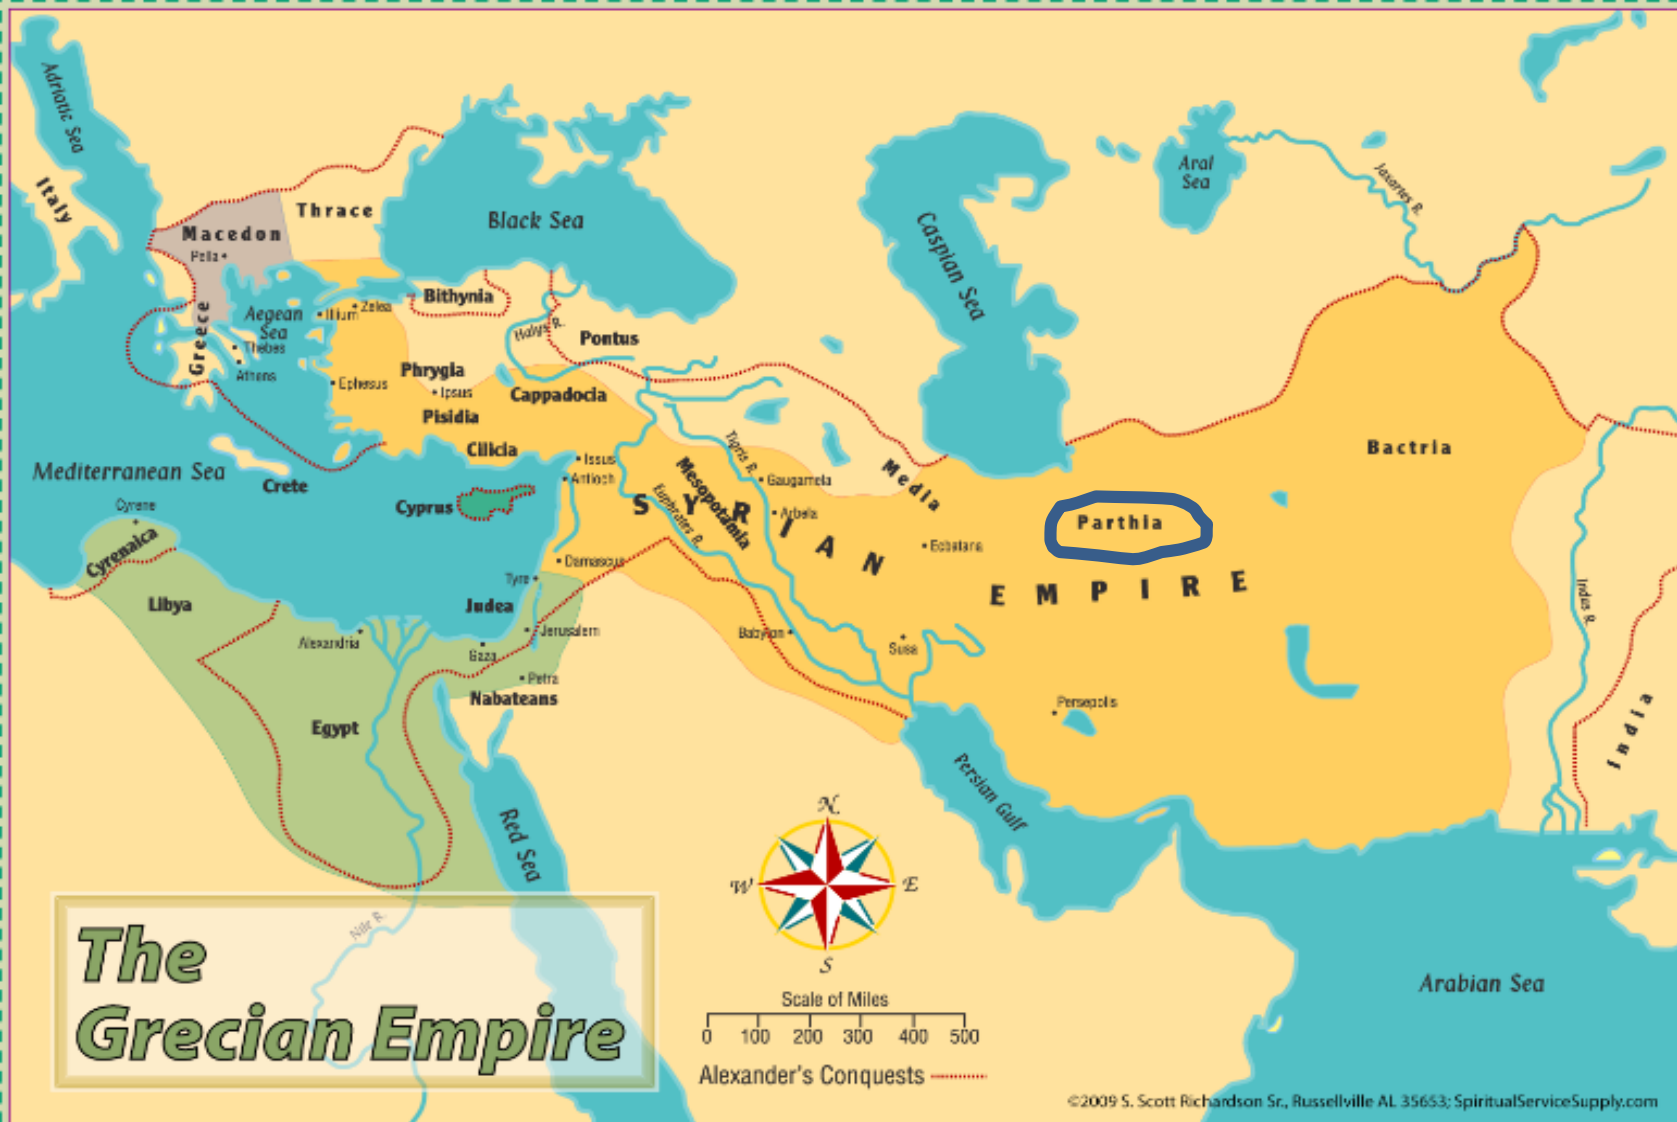 Adriatic Sea
Italy
Macedon
Pella
Thrace
Black Sea
Caspian Sea
Aral
Sea
Jaxartes R.
Greece
Aegean
Sea
Illium
Zelea
Bithynia
Halys R.
Pontus
Thebes
Athens
Ephesus
Phrygia
Ipsus
Pisidia
Cappadocia
Cilicia
Mediterranean Sea
Crete
Cyprus
Issus
Antioch
Tigris R.
Gaugamela
Media
Mesopotamia
Euphrates R.
Arbela
Ecbatana
SYRIAN
EMPIRE
Parthia
Bactria
Cyrene
Cyrenaica
Libya
Damascus
Tyre
Judea
Jerusalem
Alexandria
Gaza
Petra
Nabateans
Egypt
Babylon
Susa
Persepolis
Indus R.
India
Persian Gulf
Red Sea
Nile R.
Arabian Sea
N
W
E
S
The
Grecian Empire
Scale of Miles
0 100 200 300 400 500
Alexander's Conquests
©2009 S. Scott Richardson Sr., Russellville AL 35653; SpiritualServiceSupply.com